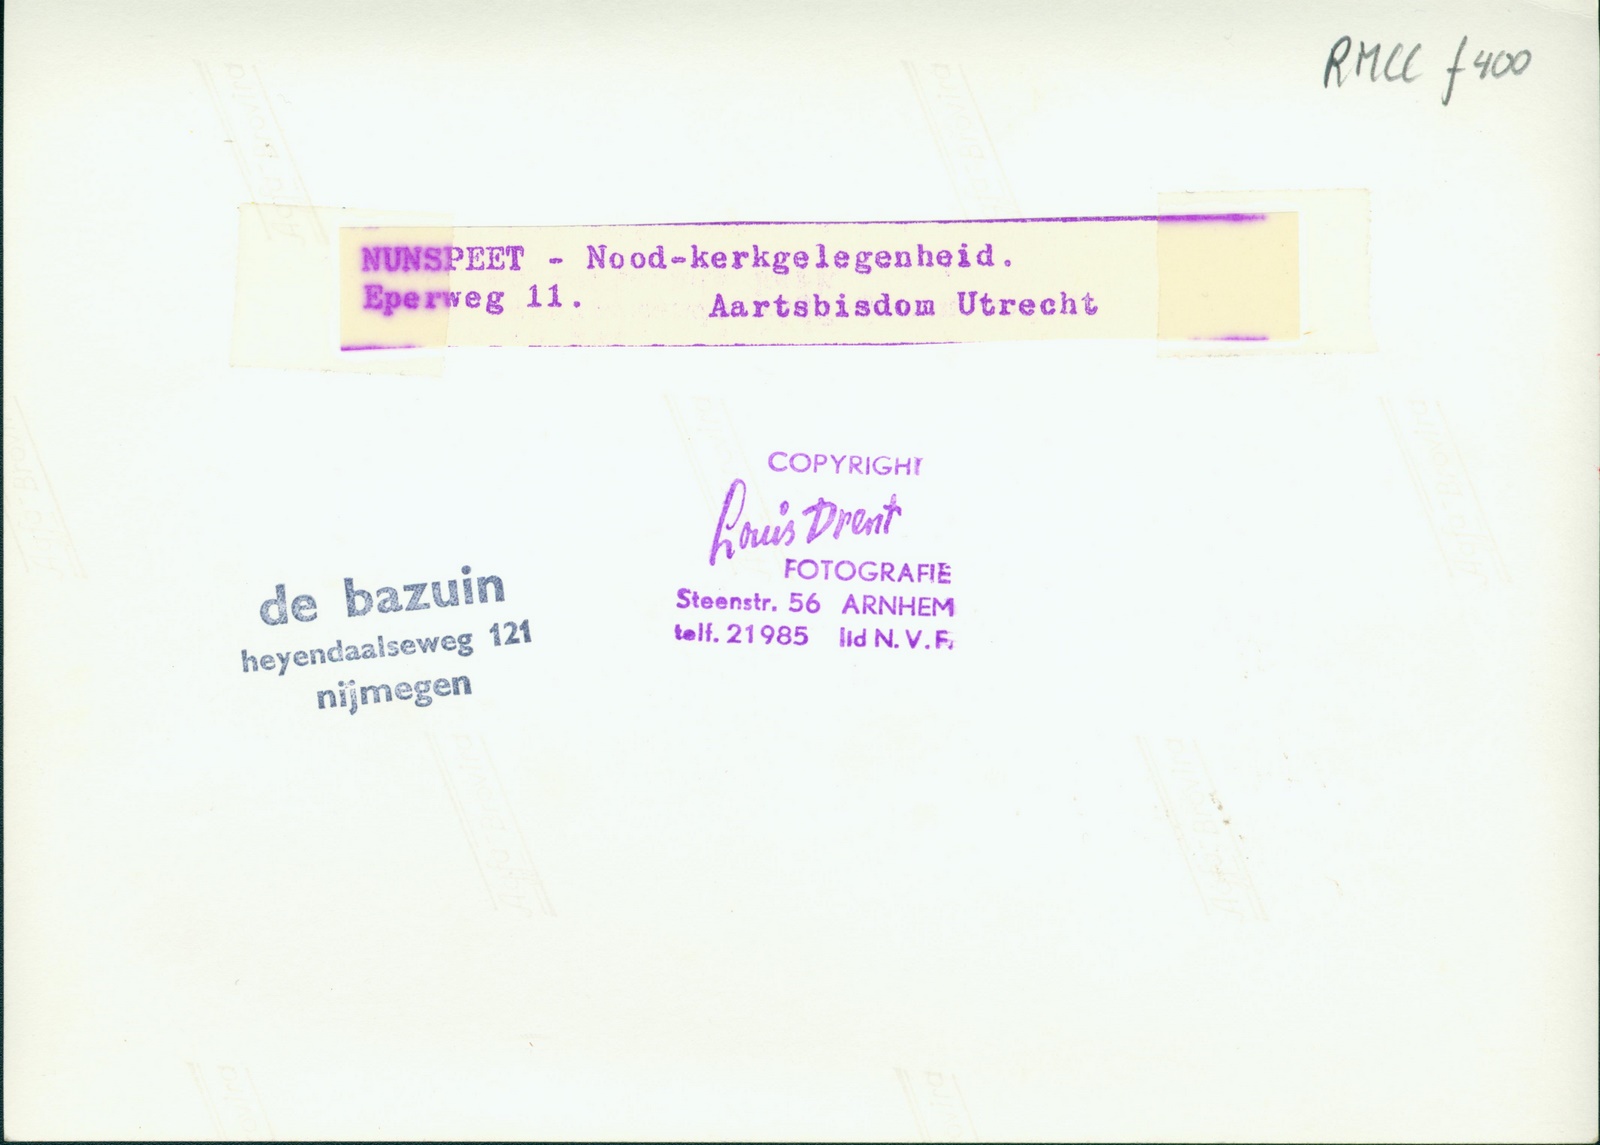 RMCC f400
NUNSPEET - Nood-kerkgelegenheid.
Eperweg 11. Aartsbisdom Utrecht
COPYRIGHT
Louis Drent
FOTOGRAFIE
Steenstr. 56 ARNHEM
telf. 21985 lid N.V.F.
de bazuin
heyendaalseweg 121
nijmegen